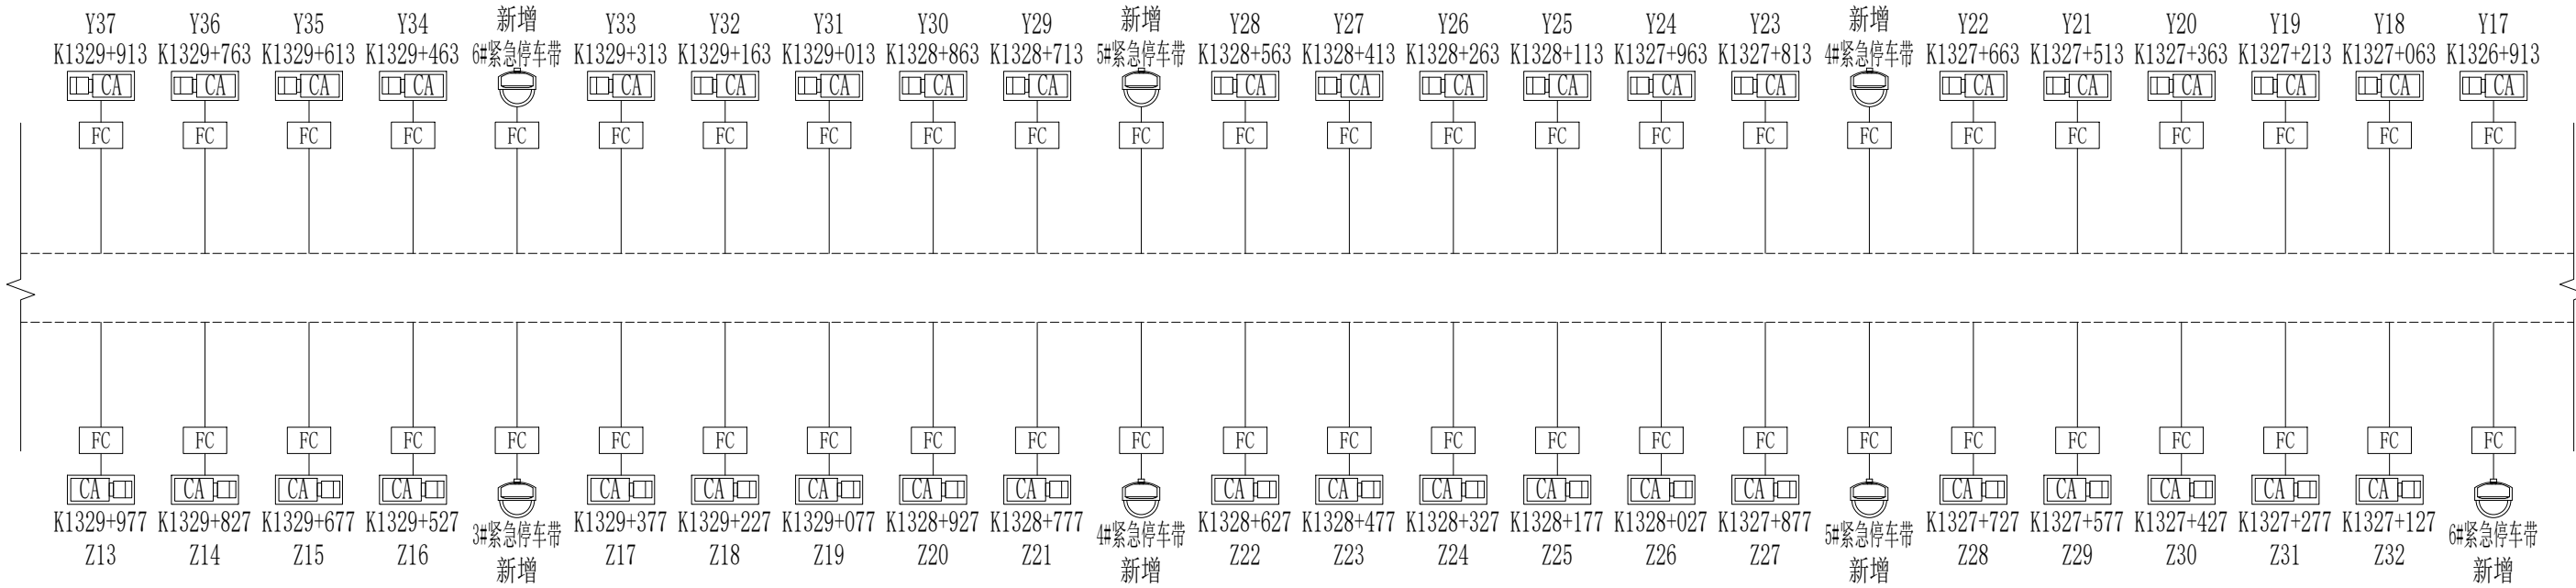 Y37 Y36 Y35 Y34 新增 Y33 Y32 Y31 Y30 Y29 新增 Y28 Y27 Y26 Y25 Y24 Y23 新增 Y22 Y21 Y20 Y19 Y18 Y17
K1329+913 K1329+763 K1329+613 K1329+463 6#紧急停车带 K1329+313 K1329+163 K1329+013 K1328+863 K1328+713 5#紧急停车带 K1328+563 K1328+413 K1328+263 K1328+113 K1327+963 K1327+813 4#紧急停车带 K1327+663 K1327+513 K1327+363 K1327+213 K1327+063 K1326+913
CA CA CA CA CA CA CA CA CA CA CA CA CA CA CA CA CA CA CA CA CA
FC FC FC FC FC FC FC FC FC FC FC FC FC FC FC FC FC FC FC FC FC FC FC FC
FC FC FC FC FC FC FC FC FC FC FC FC FC FC FC FC FC FC FC FC FC FC FC FC
CA CA CA CA CA CA CA CA CA CA CA CA CA CA CA CA CA CA CA CA
K1329+977 K1329+827 K1329+677 K1329+527 3#紧急停车带 K1329+377 K1329+227 K1329+077 K1328+927 K1328+777 4#紧急停车带 K1328+627 K1328+477 K1328+327 K1328+177 K1328+027 K1327+877 5#紧急停车带 K1327+727 K1327+577 K1327+427 K1327+277 K1327+127 6#紧急停车带
Z13 Z14 Z15 Z16 新增 Z17 Z18 Z19 Z20 Z21 新增 Z22 Z23 Z24 Z25 Z26 Z27 新增 Z28 Z29 Z30 Z31 Z32 新增